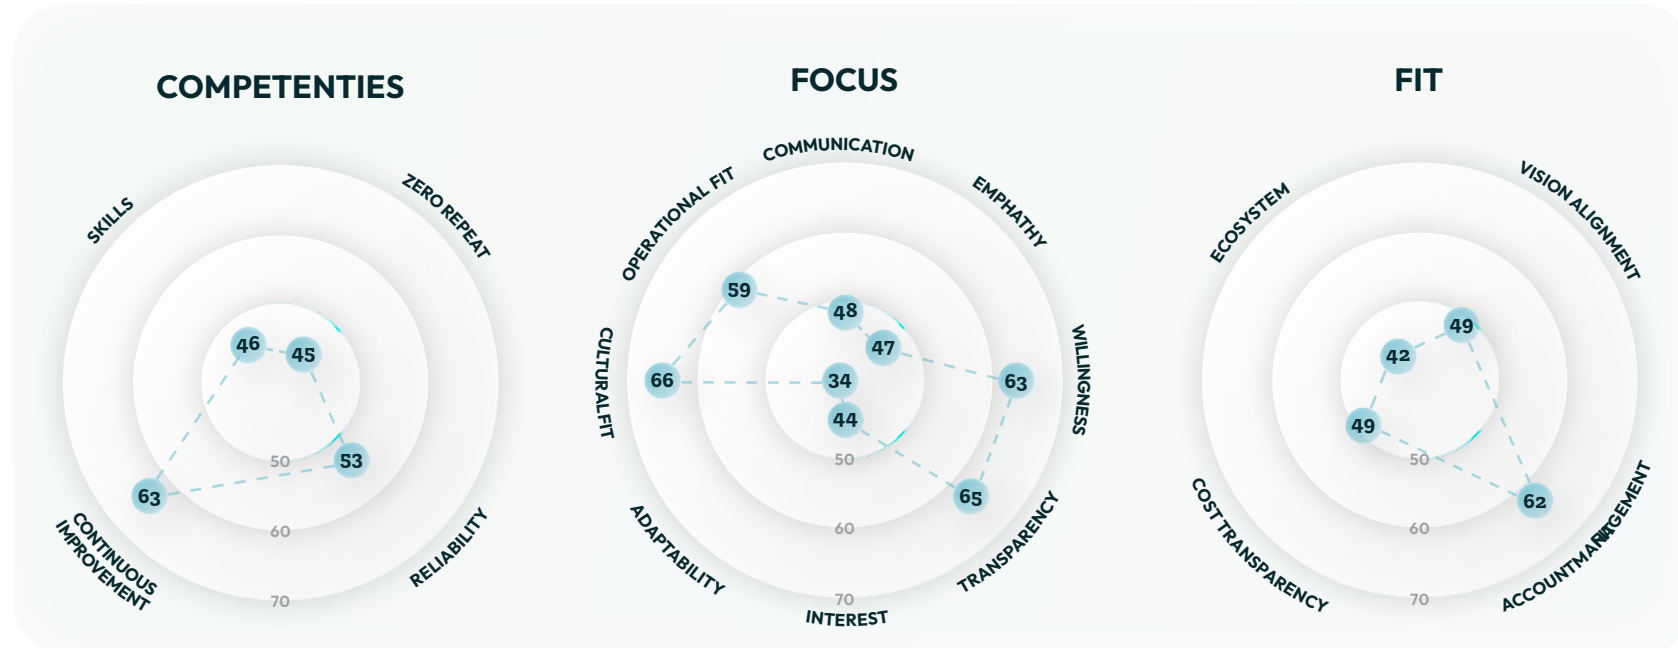 COMPETENTIES
SKILLS
ZERO REPEAT
46
45
53
63
50
60
70
CONTINUOUS
IMPROVEMENT
RELIABILITY
FOCUS
COMMUNICATION
OPERATIONAL FIT
EMPHATHY
CULTURAL FIT
WILLINGNESS
59
48
47
66
34
63
44
65
50
60
70
ADAPTABILITY
TRANSPARENCY
INTEREST
FIT
ECOSYSTEM
VISION ALIGNMENT
49
42
49
62
50
60
70
COST TRANSPARENCY